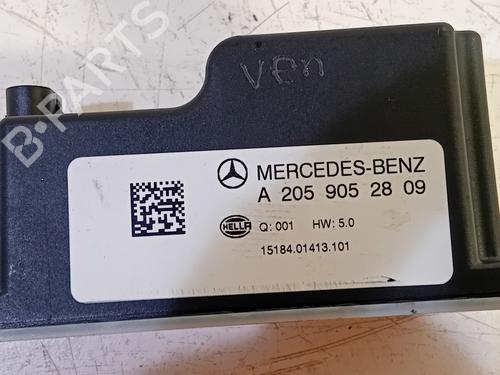 ven
B-PARTS
MERCEDES-BENZ
A 205 905 28 09
HELLA Q: 001 HW: 5.0
15184.01413.101